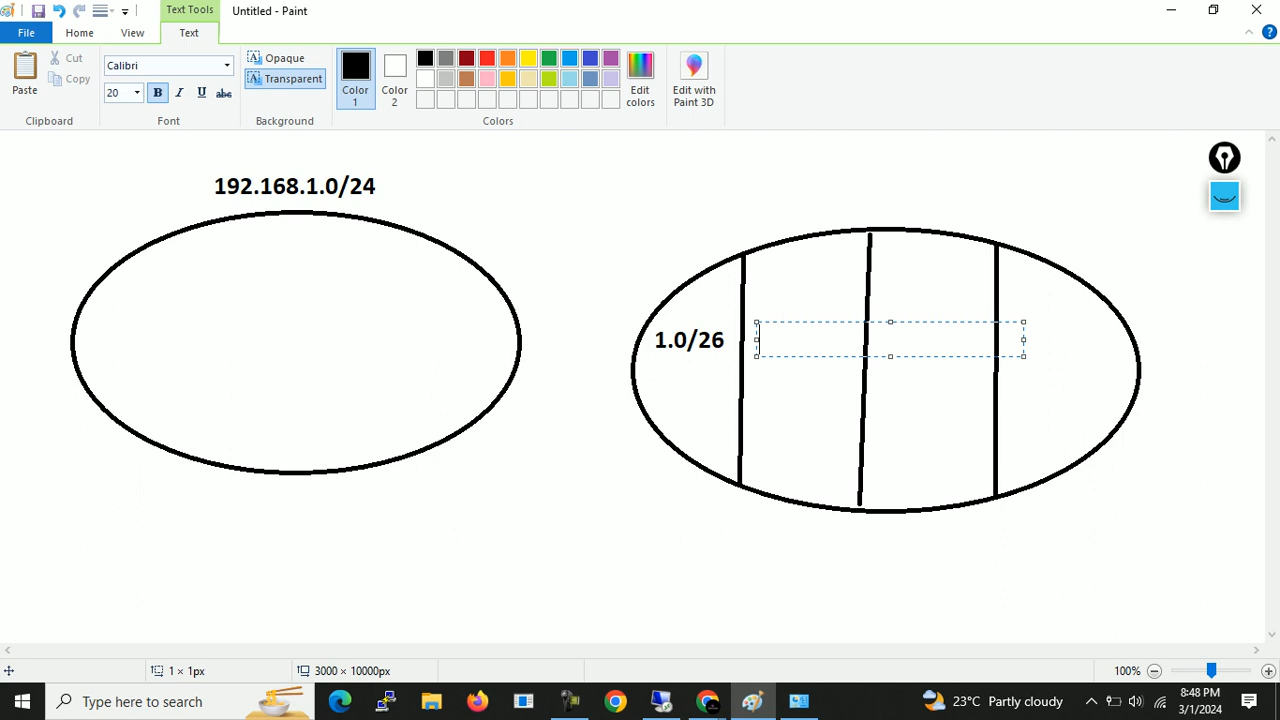 Text Tools
Untitled - Paint
File
Home
View
Text
Paste
Cut
Copy
Clipboard
Calibri
20
B
I
U
abc
Font
Opaque
Transparent
Background
Color 1
Color 2
Edit colors
Colors
Edit with Paint 3D
192.168.1.0/24
1.0/26
1 × 1px
3000 × 10000px
100%
Type here to search
23°C Partly cloudy
8:48 PM
3/1/2024